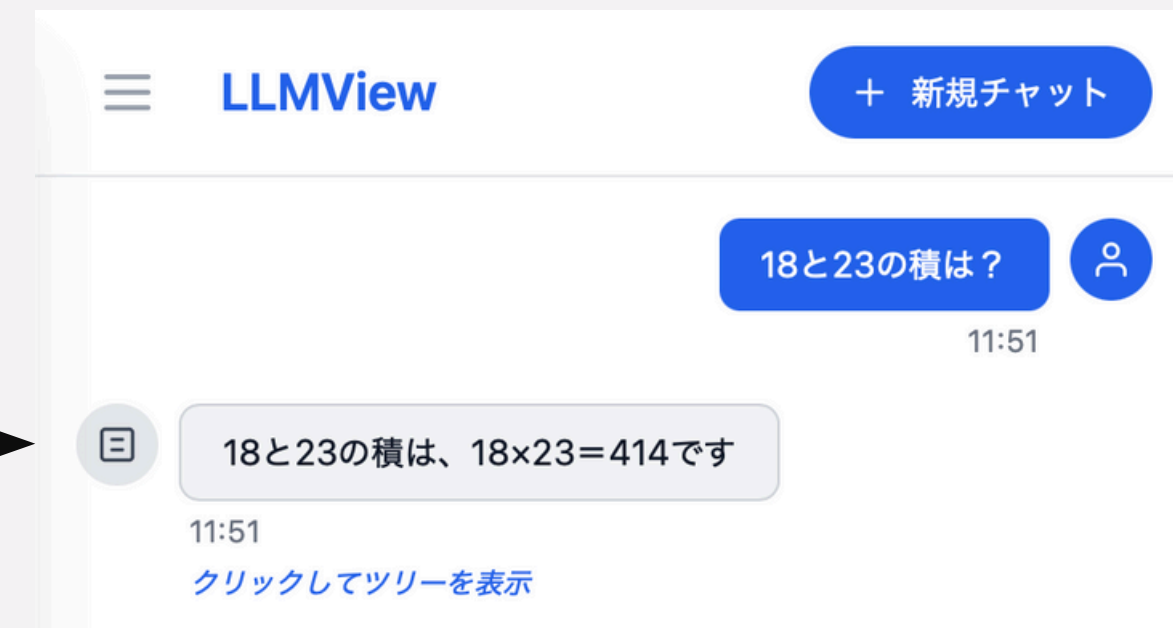 LLMView
+ 新規チャット
18と23の積は？
11:51
18と23の積は、18×23＝414です
11:51
クリックしてツリーを表示